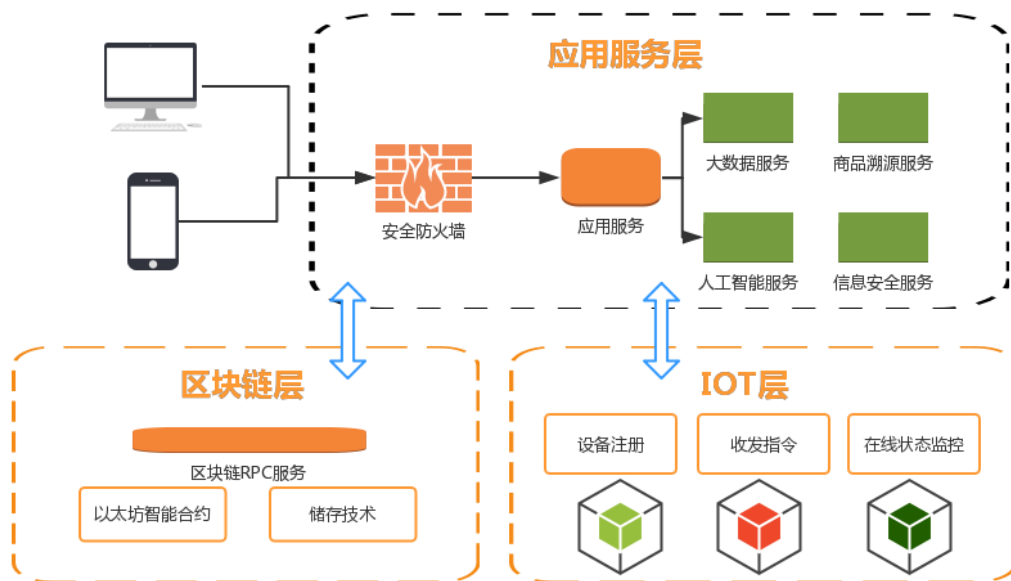 应用服务层
大数据服务
商品溯源服务
安全防火墙
应用服务
人工智能服务
信息安全服务
区块链层
区块链RPC服务
以太坊智能合约
储存技术
IOT层
设备注册
收发指令
在线状态监控